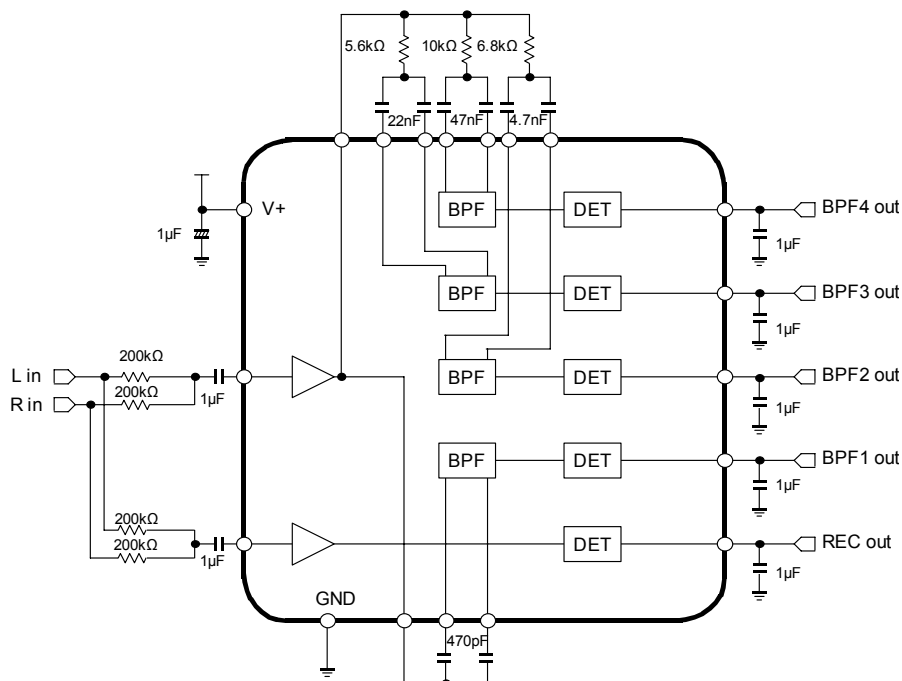 5.6kΩ 10kΩ 6.8kΩ
22nF 47nF 4.7nF
V+
1µF
BPF DET BPF4 out
1µF
BPF DET BPF3 out
1µF
200kΩ
L in
BPF DET BPF2 out
R in
200kΩ 1µF
1µF
BPF DET BPF1 out
1µF
200kΩ
200kΩ
1µF
DET REC out
1µF
GND
470pF